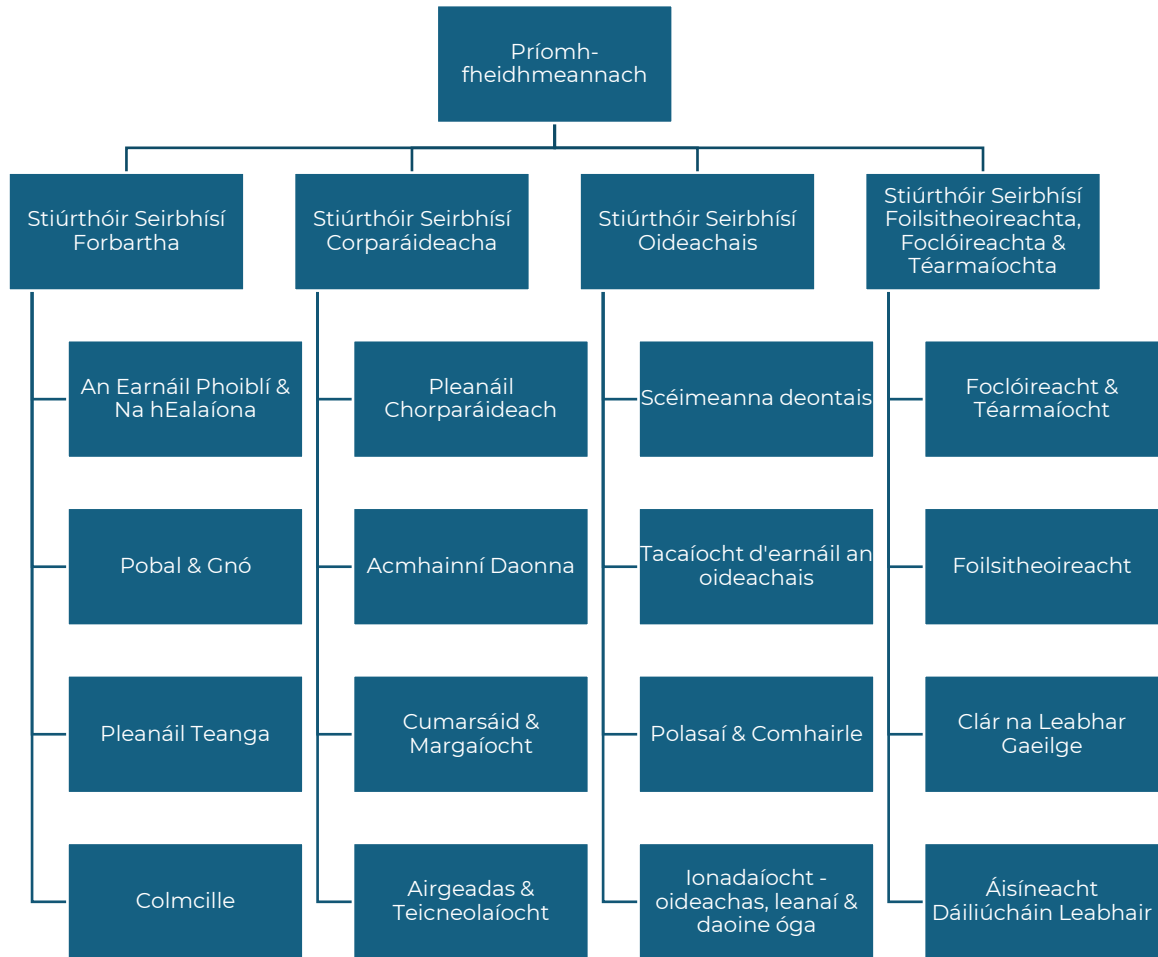 Príomh-
fheidhmeannach
Stiúrthóir Seirbhísí
Forbartha
Stiúrthóir Seirbhísí
Corparáideacha
Stiúrthóir Seirbhísí
Oideachais
Stiúrthóir Seirbhísí
Foilsitheoireachta,
Foclóireachta &
Téarmaíochta
An Earnáil Phoiblí &
Na hEalaíona
Pobal & Gnó
Pleanáil Teanga
Colmcille
Pleanáil
Chorparáideach
Acmhainní Daonna
Cumarsáid &
Margaíocht
Airgeadas &
Teicneolaíocht
Scéimeanna deontais
Tacaíocht d'earnáil an
oideachais
Polasaí & Comhairle
Ionadaíocht -
oideachas, leanaí &
daoine óga
Foclóireacht &
Téarmaíocht
Foilsitheoireacht
Clár na Leabhar
Gaeilge
Áisíneacht
Dáiliúcháin Leabhair